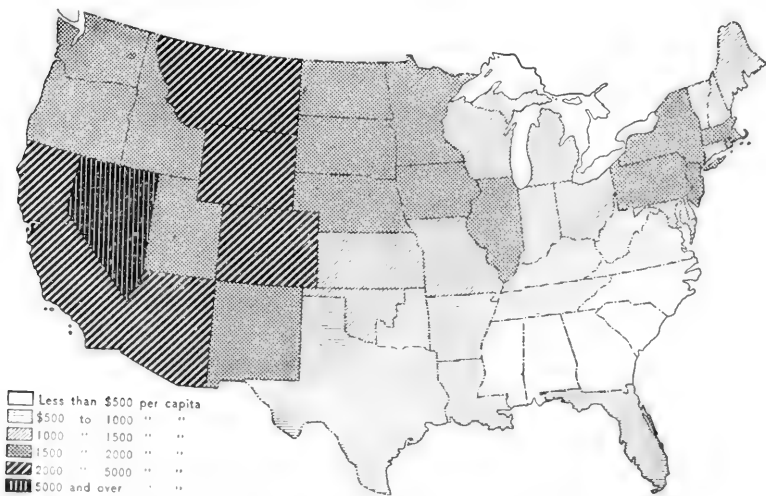 Less than $500 per capita
$500 to 1000 " "
1000 " 1500 " "
1500 " 2000 " "
2000 " 5000 " "
5000 and over " "